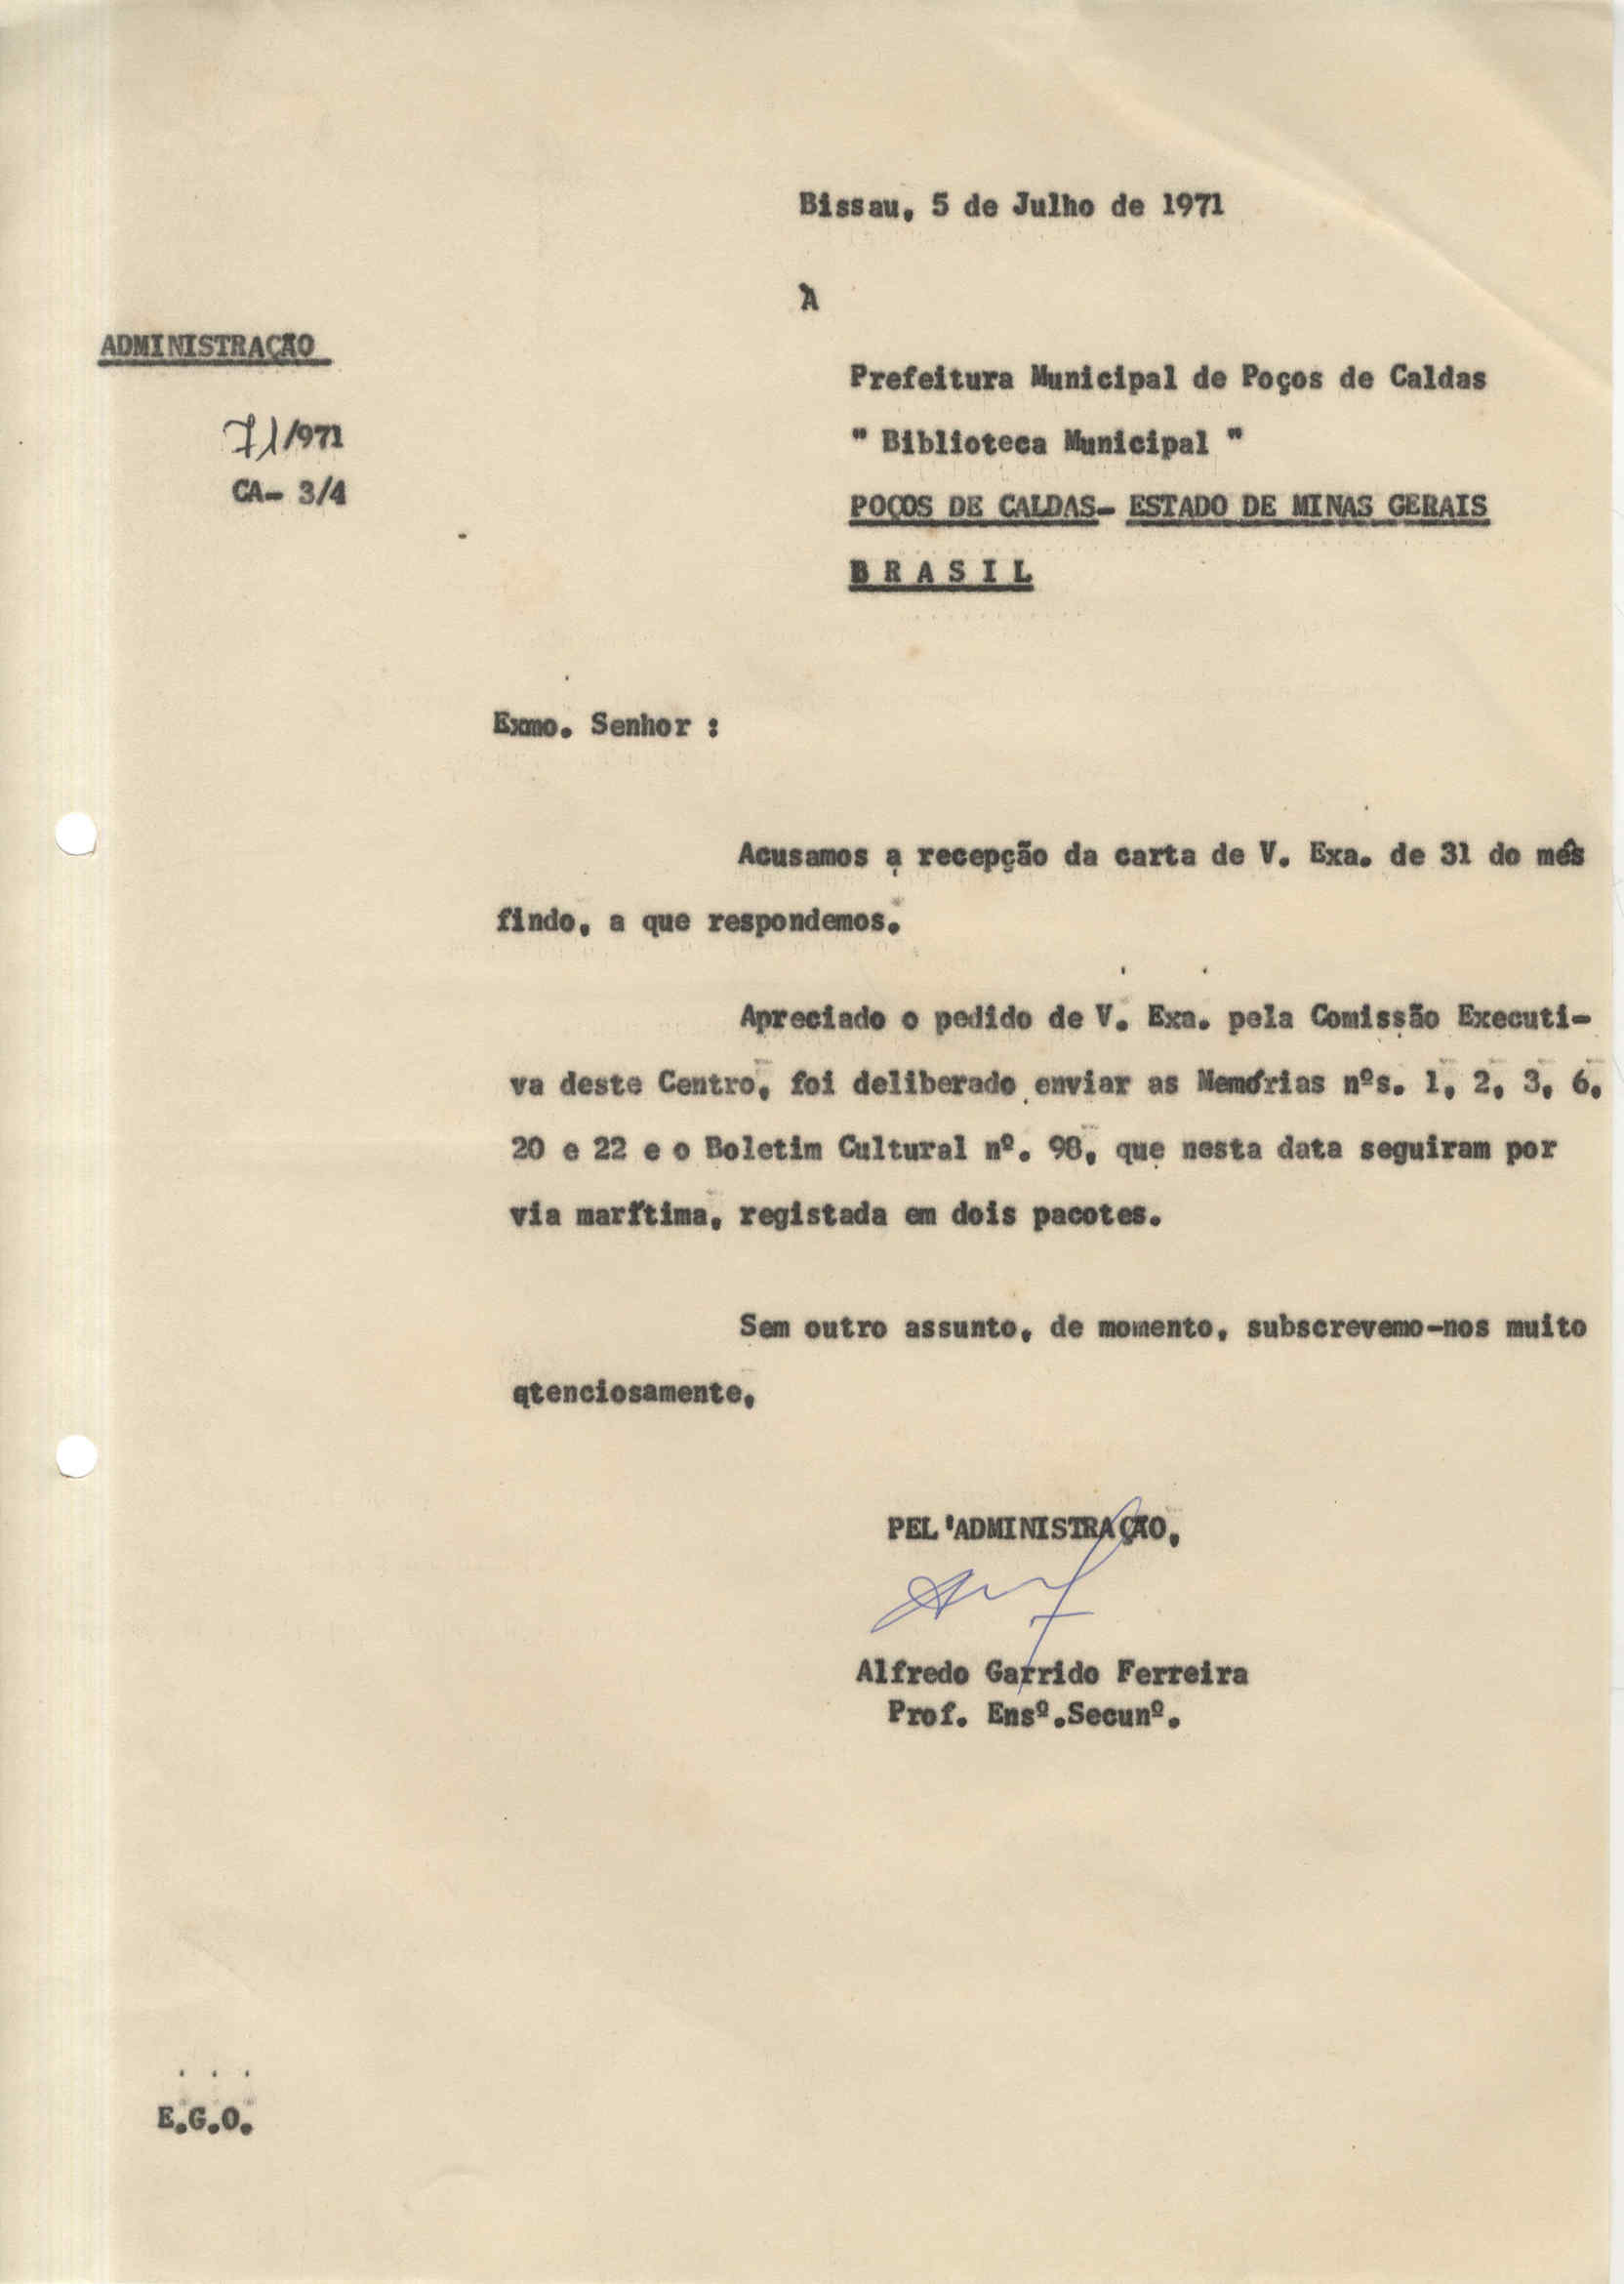 Bissau, 5 de Julho de 1971
À
ADMINISTRAÇÃO
Prefeitura Municipal de Poços de Caldas
71/971
" Biblioteca Municipal "
CA- 3/4
POÇOS DE CALDAS- ESTADO DE MINAS GERAIS
B R A S I L
Exmo. Senhor :
Acusamos a recepção da carta de V. Exa. de 31 do mês
findo, a que respondemos.
Apreciado o pedido de V. Exa. pela Comissão Executi-
va deste Centro, foi deliberado enviar as Memórias nºs. 1, 2, 3, 6,
20 e 22 e o Boletim Cultural nº. 98, que nesta data seguiram por
via marítima, registada em dois pacotes.
Sem outro assunto, de momento, subscrevemo-nos muito
qtenciosamente,
PEL'ADMINISTRAÇÃO,
Alfredo Garrido Ferreira
Prof. Ensº.Secunº.
E.G.O.